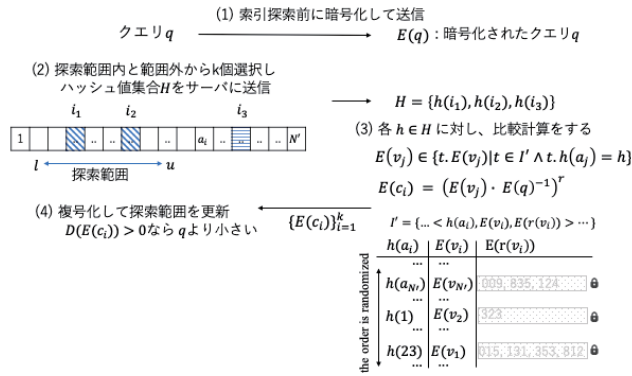 (1) 索引探索前に暗号化して送信
クエリq
E(q) : 暗号化されたクエリq
(2) 探索範囲内と範囲外からk個選択し
ハッシュ値集合Hをサーバに送信
i₁ i₂ i₃
H = {h(i₁), h(i₂), h(i₃)}
1 .. .. .. .. .. aᵢ .. .. .. N'
l u
探索範囲
(3) 各 h ∈ H に対し、比較計算をする
E(vⱼ) ∈ {t.E(vⱼ)|t ∈ I' ∧ t.h(aⱼ) = h}
E(cᵢ) = (E(vⱼ) · E(q)⁻¹)ʳ
(4) 複号化して探索範囲を更新
D(E(cᵢ)) > 0なら q より小さい
{E(cᵢ)}ᵏᵢ₌₁
I' = {... < h(aᵢ), E(vᵢ), E(r(vᵢ)) > ⋯}
h(aᵢ) E(vᵢ) E(r(vᵢ))
... ...
h(a_N') E(v_N') 009, 835, 124
... ...
h(1) E(v₂) 323
... ...
h(23) E(v₁) 015, 131, 353, 812
... ...
the order is randomized